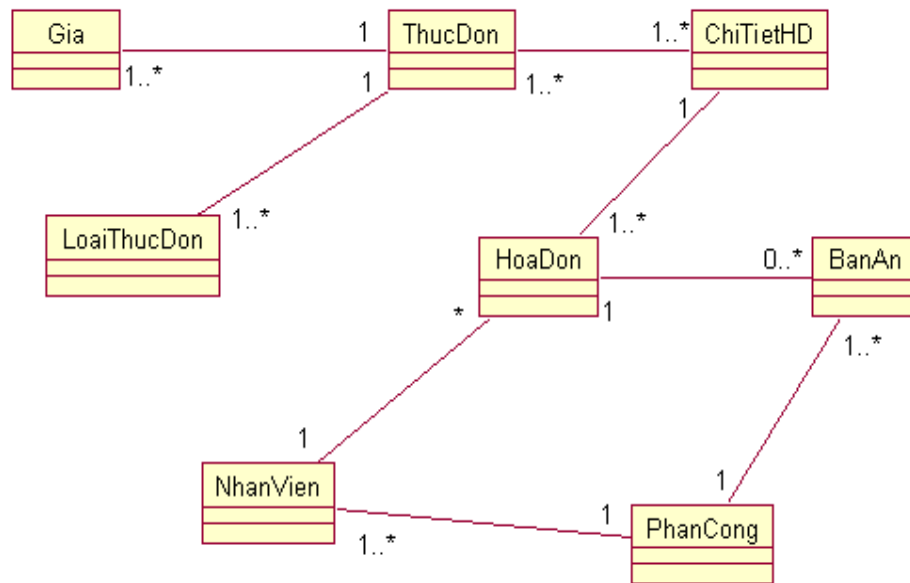 Gia
1
ThucDon
1..*
ChiTietHD
1..*
1
1..*
1
LoaiThucDon
1..*
1..*
HoaDon
0..*
BanAn
*
1
1..*
1
NhanVien
1
1
1..*
PhanCong